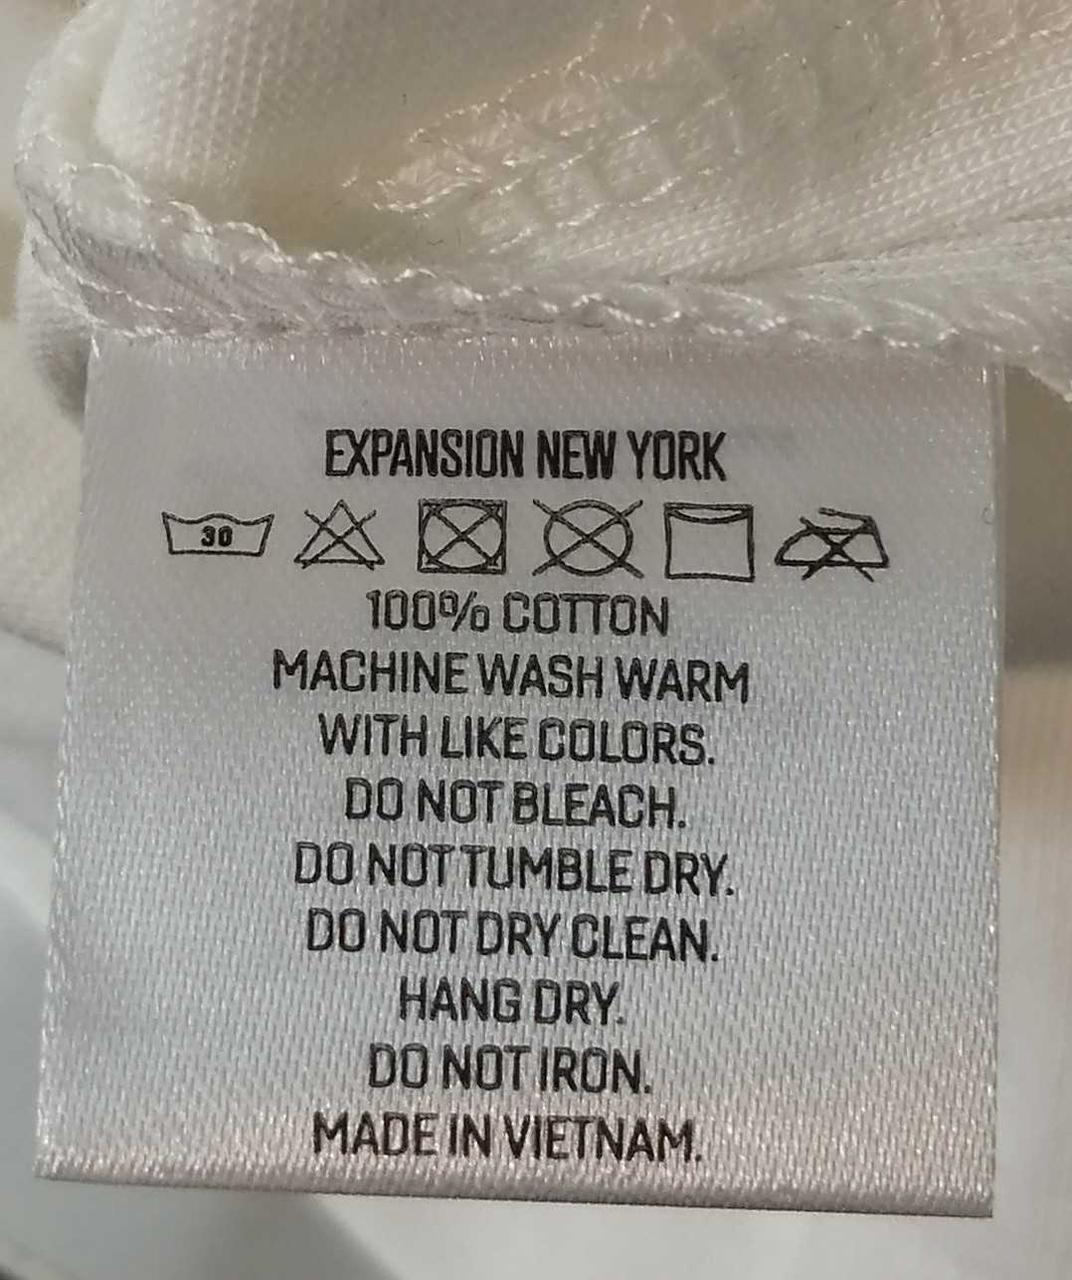 EXPANSION NEW YORK
30
100% COTTON
MACHINE WASH WARM
WITH LIKE COLORS.
DO NOT BLEACH.
DO NOT TUMBLE DRY.
DO NOT DRY CLEAN.
HANG DRY.
DO NOT IRON.
MADE IN VIETNAM.